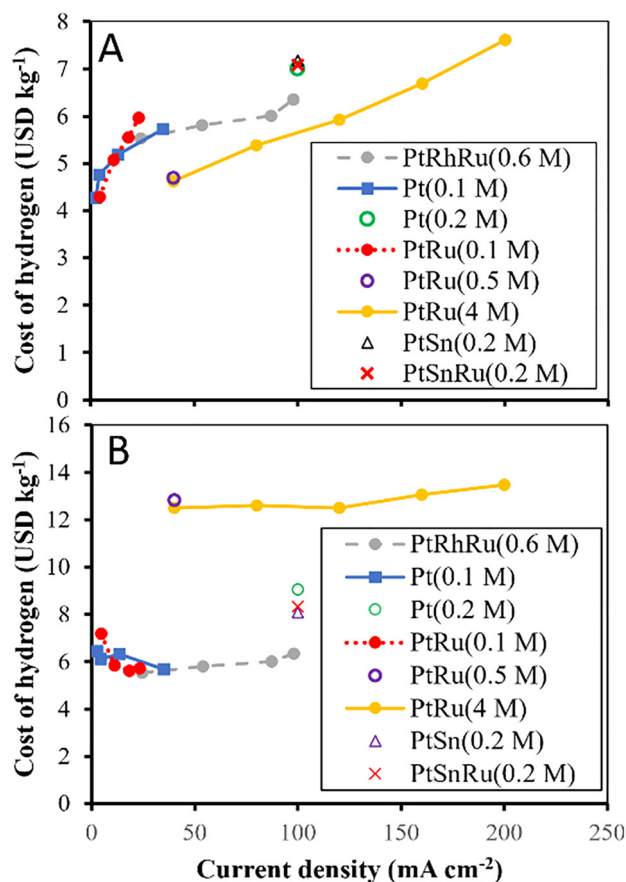 A
8
7
6
5
4
3
2
1
0
Cost of hydrogen (USD kg⁻¹)
PtRhRu(0.6 M)
Pt(0.1 M)
Pt(0.2 M)
PtRu(0.1 M)
PtRu(0.5 M)
PtRu(4 M)
PtSn(0.2 M)
PtSnRu(0.2 M)
B
16
14
12
10
8
6
4
2
0
Cost of hydrogen (USD kg⁻¹)
PtRhRu(0.6 M)
Pt(0.1 M)
Pt(0.2 M)
PtRu(0.1 M)
PtRu(0.5 M)
PtRu(4 M)
PtSn(0.2 M)
PtSnRu(0.2 M)
0 50 100 150 200 250
Current density (mA cm⁻²)